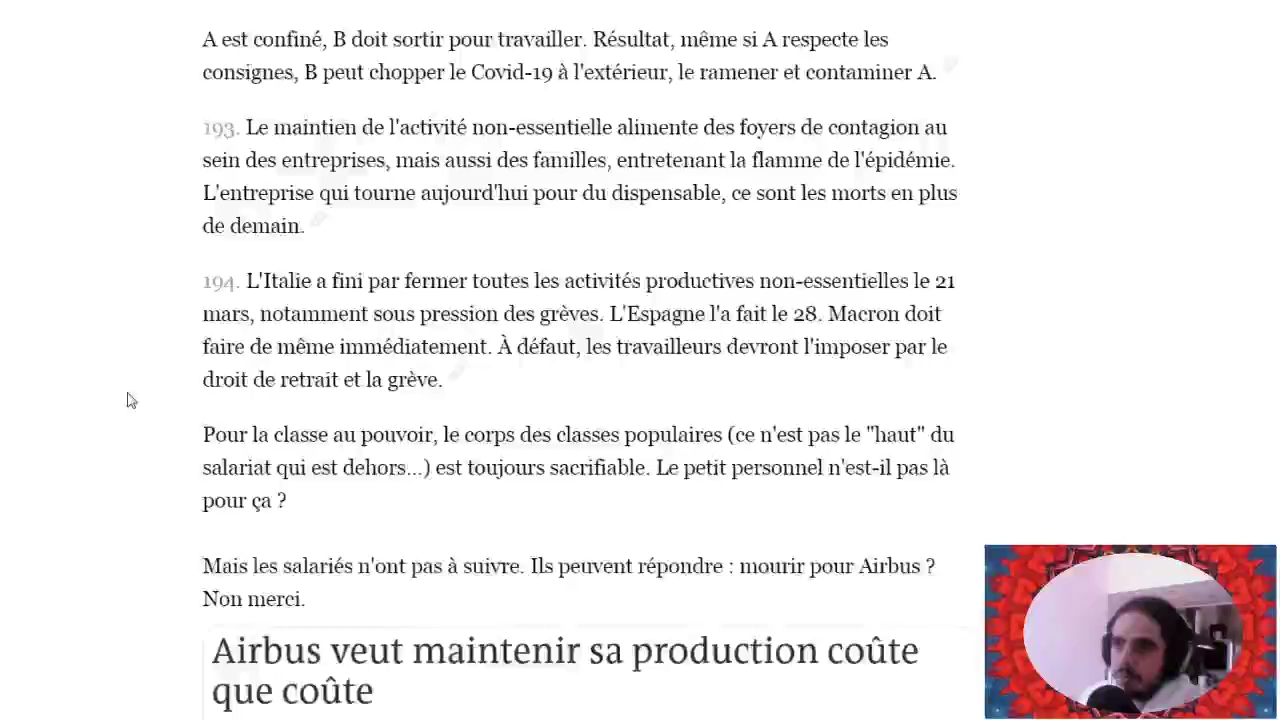 A est confiné, B doit sortir pour travailler. Résultat, même si A respecte les
consignes, B peut chopper le Covid-19 à l'extérieur, le ramener et contaminer A.
193. Le maintien de l'activité non-essentielle alimente des foyers de contagion au
sein des entreprises, mais aussi des familles, entretenant la flamme de l'épidémie.
L'entreprise qui tourne aujourd'hui pour du dispensable, ce sont les morts en plus
de demain.
194. L'Italie a fini par fermer toutes les activités productives non-essentielles le 21
mars, notamment sous pression des grèves. L'Espagne l'a fait le 28. Macron doit
faire de même immédiatement. À défaut, les travailleurs devront l'imposer par le
droit de retrait et la grève.
Pour la classe au pouvoir, le corps des classes populaires (ce n'est pas le "haut" du
salariat qui est dehors...) est toujours sacrifiable. Le petit personnel n'est-il pas là
pour ça ?
Mais les salariés n'ont pas à suivre. Ils peuvent répondre : mourir pour Airbus ?
Non merci.
Airbus veut maintenir sa production coûte
que coûte